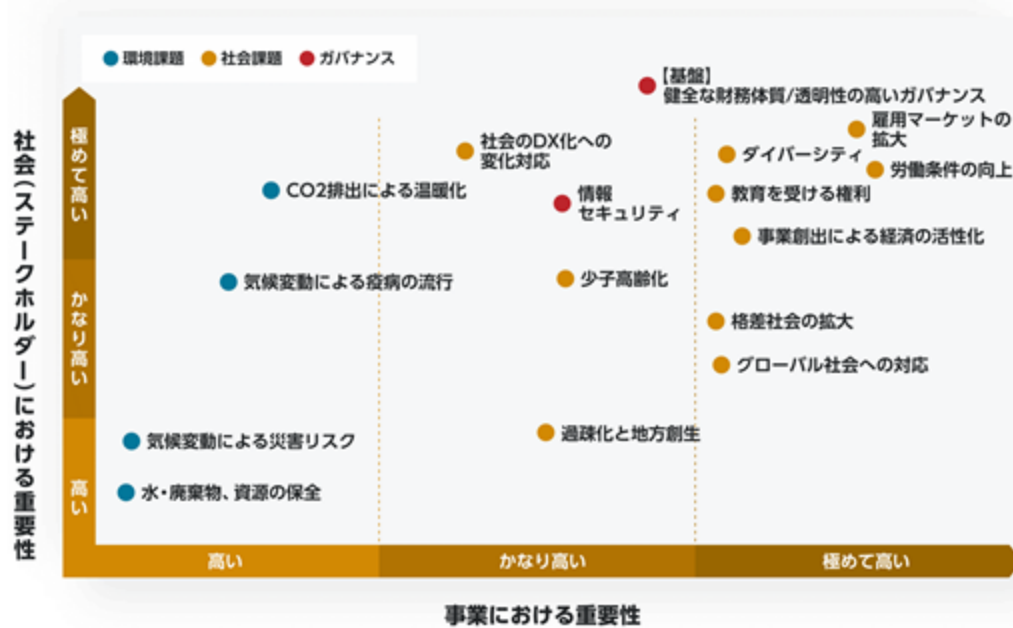 環境課題
社会課題
ガバナンス
【基盤】
健全な財務体質/透明性の高いガバナンス
雇用マーケットの
拡大
社会のDX化への
変化対応
ダイバーシティ
労働条件の向上
CO2排出による温暖化
情報
セキュリティ
教育を受ける権利
事業創出による経済の活性化
気候変動による疫病の流行
少子高齢化
格差社会の拡大
グローバル社会への対応
気候変動による災害リスク
過疎化と地方創生
水・廃棄物、資源の保全
社会(ステークホルダー)における重要性
極めて高い
かなり高い
高い
高い
かなり高い
極めて高い
事業における重要性